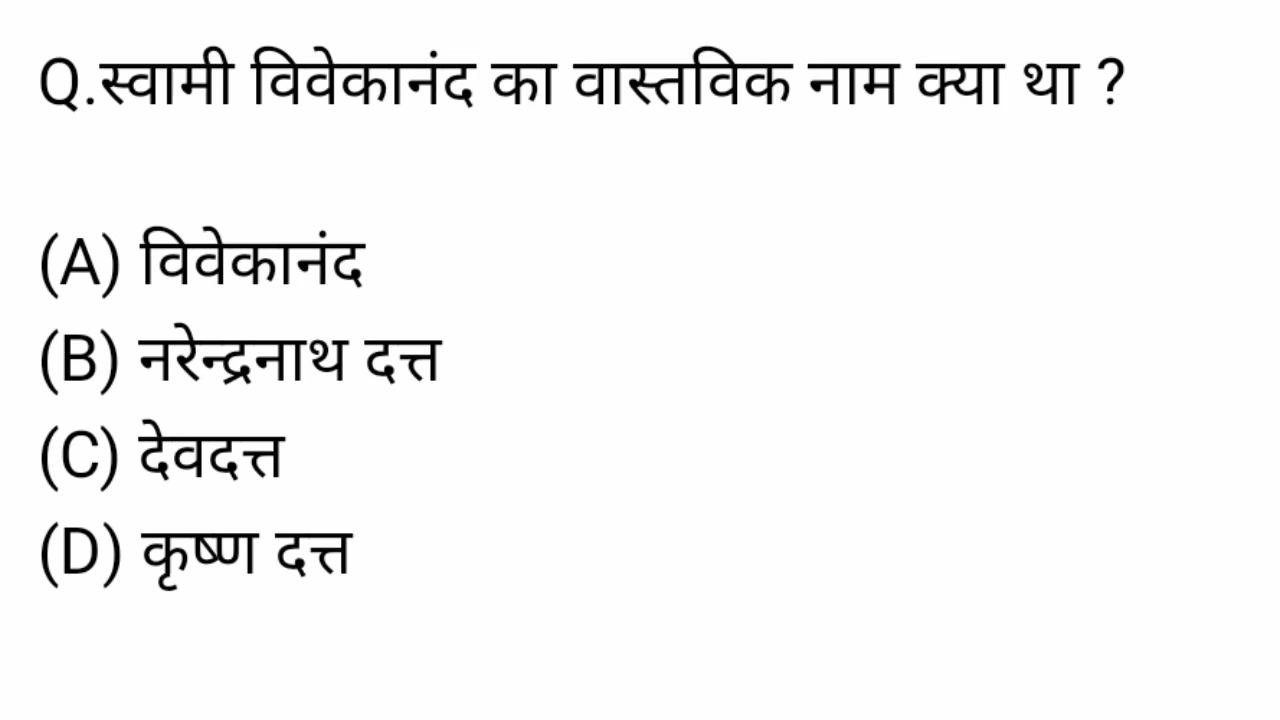 Q.स्वामी विवेकानंद का वास्तविक नाम क्या था ?
(A) विवेकानंद
(B) नरेन्द्रनाथ दत्त
(C) देवदत्त
(D) कृष्ण दत्त